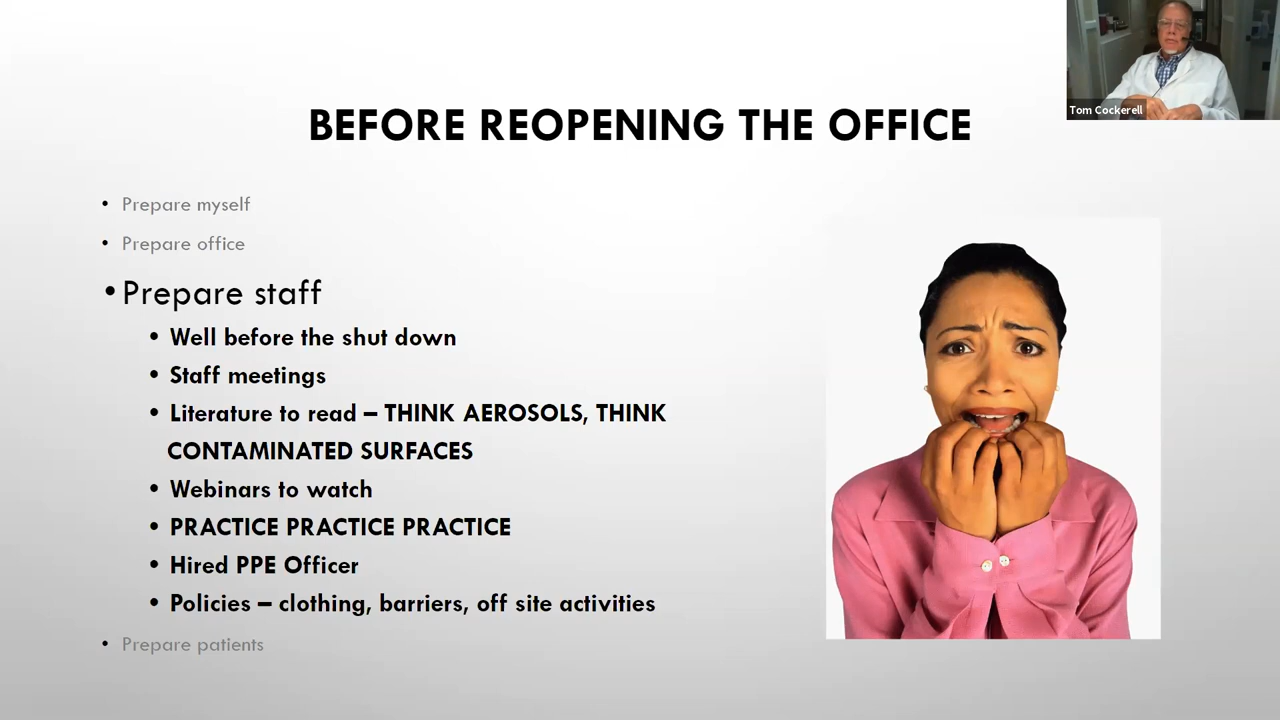 Tom Cockerell
BEFORE REOPENING THE OFFICE
• Prepare myself
• Prepare office
• Prepare staff
• Well before the shut down
• Staff meetings
• Literature to read – THINK AEROSOLS, THINK
CONTAMINATED SURFACES
• Webinars to watch
• PRACTICE PRACTICE PRACTICE
• Hired PPE Officer
• Policies – clothing, barriers, off site activities
• Prepare patients